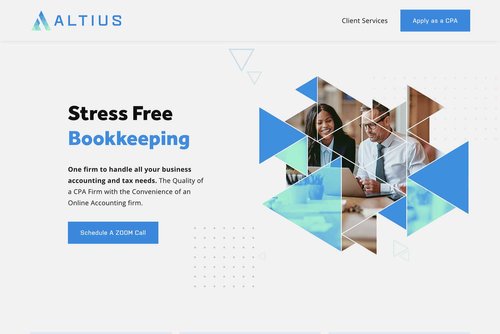 ALTIUS
Client Services
Apply as a CPA
Stress Free
Bookkeeping
One firm to handle all your business
accounting and tax needs. The Quality of
a CPA Firm with the Convenience of an
Online Accounting firm.
Schedule A ZOOM Call